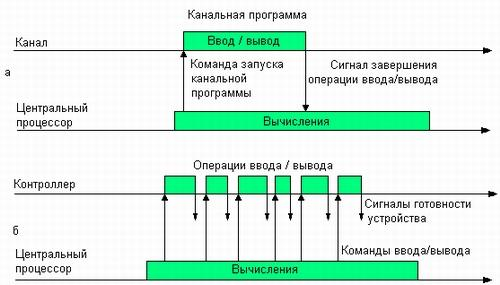 Канальная программа
Канал
Ввод / вывод
Команда запуска
канальной
программы
Сигнал завершения
операции ввода/вывода
а
Центральный
процессор
Вычисления
Операции ввода / вывода
Контроллер
Сигналы готовности
устройства
б
Центральный
процессор
Команды ввода/вывода
Вычисления